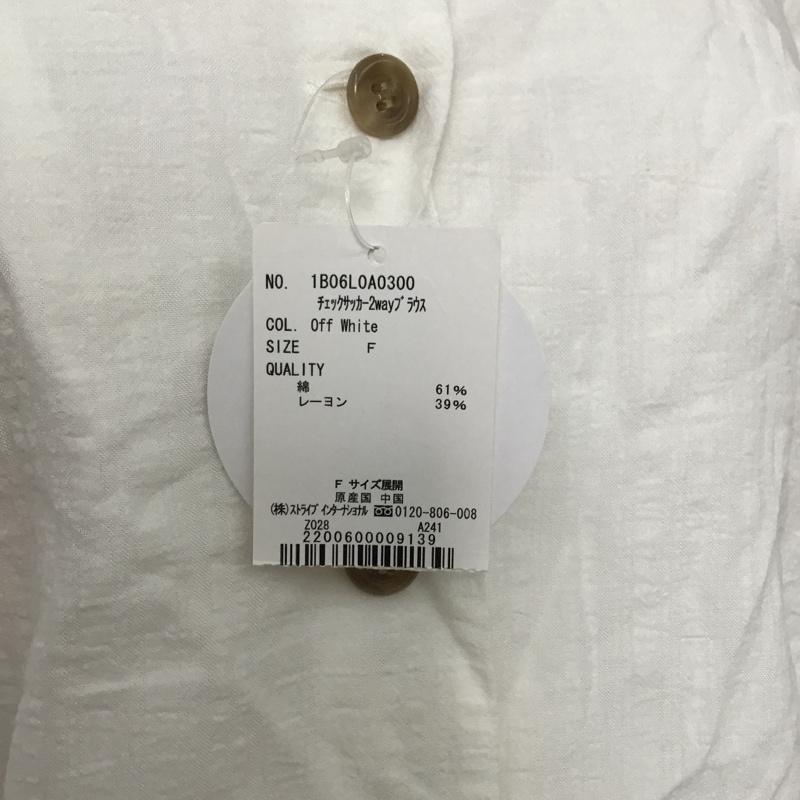 NO. 1B06L0A0300
ﾁｪｯｸｻｯｶｰ2wayﾌﾞﾗｳｽ
COL. Off White
SIZE F
QUALITY
綿 61%
レーヨン 39%
F サイズ展開
原産国 中国
(株)ｽﾄﾗｲﾌﾟ ｲﾝﾀｰﾅｼｮﾅﾙ 0120-806-008
Z028 A241
2200600009139